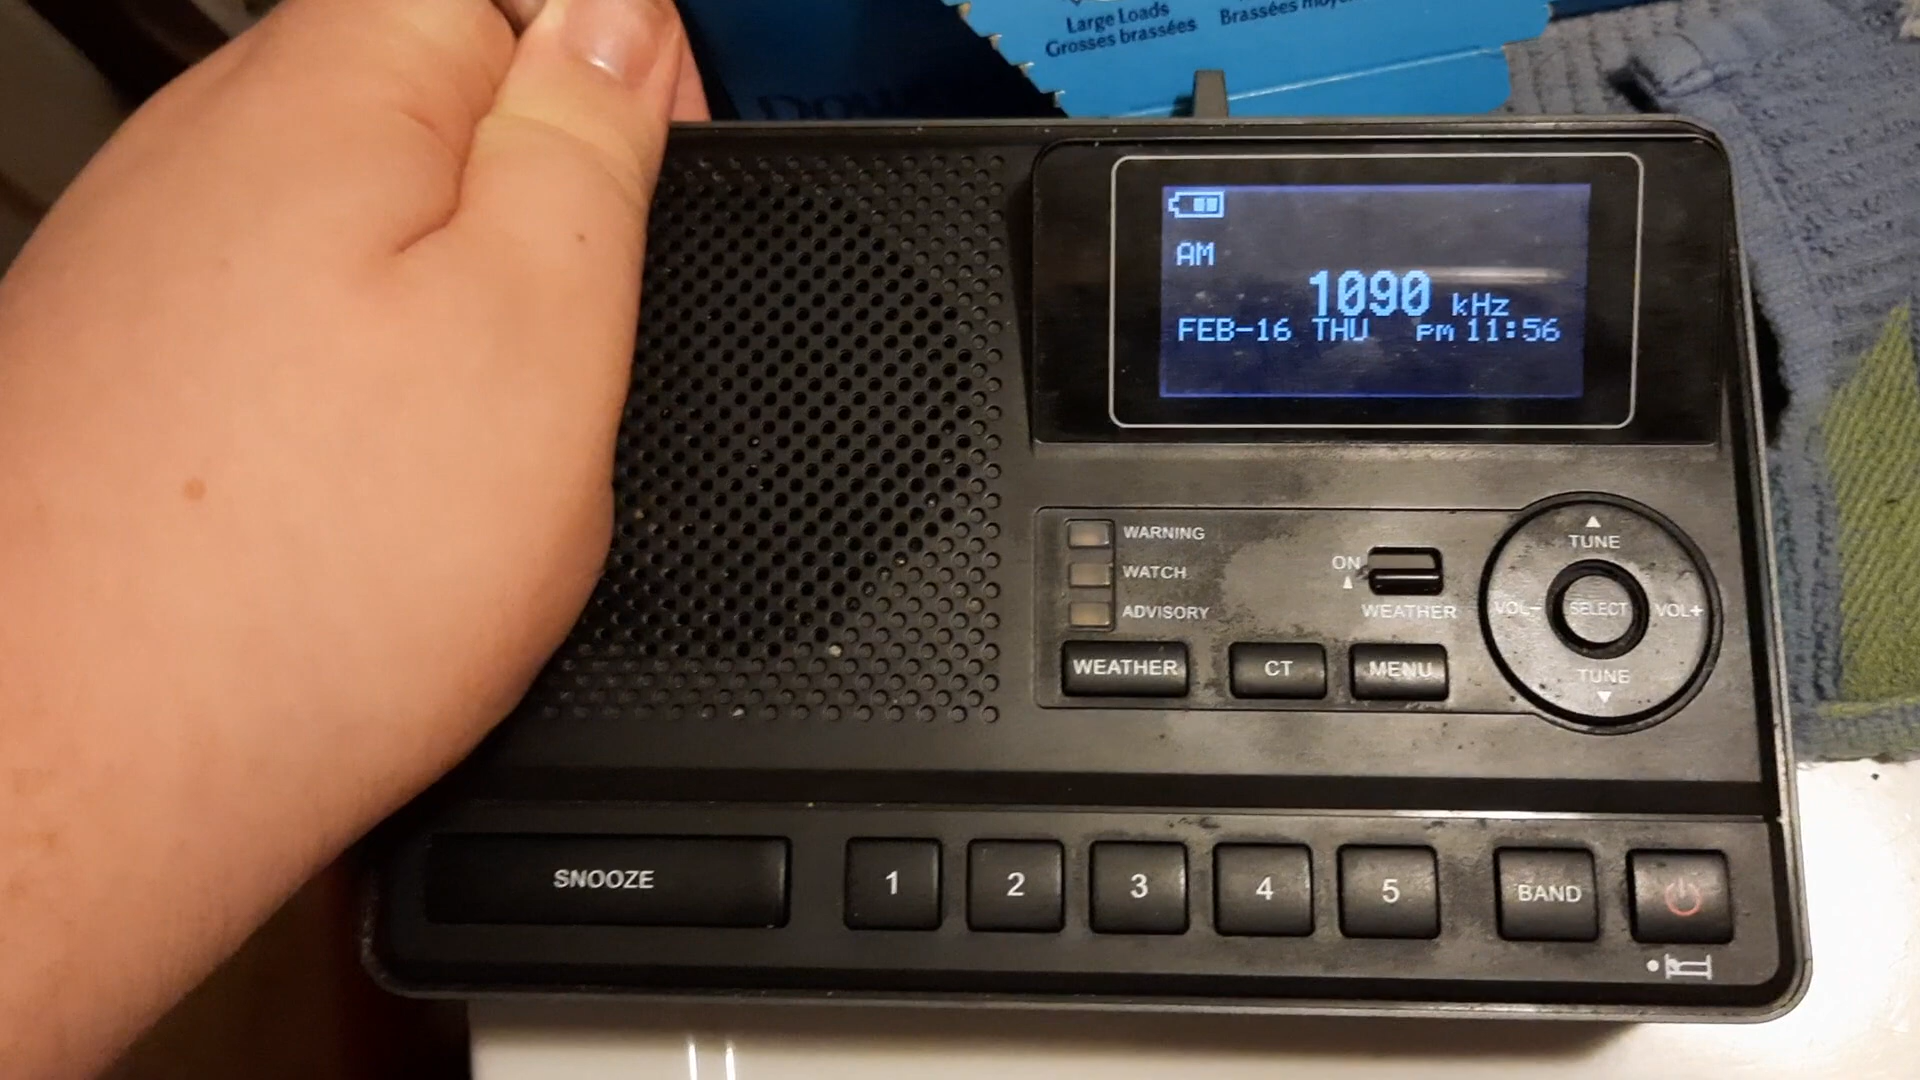 Large Loads
Grosses brassées
Brassées
AM
1090 kHz
FEB-16 THU pm 11:56
WARNING
WATCH
ADVISORY
ON
WEATHER
TUNE
VOL- SELECT VOL+
TUNE
WEATHER CT MENU
SNOOZE 1 2 3 4 5 BAND